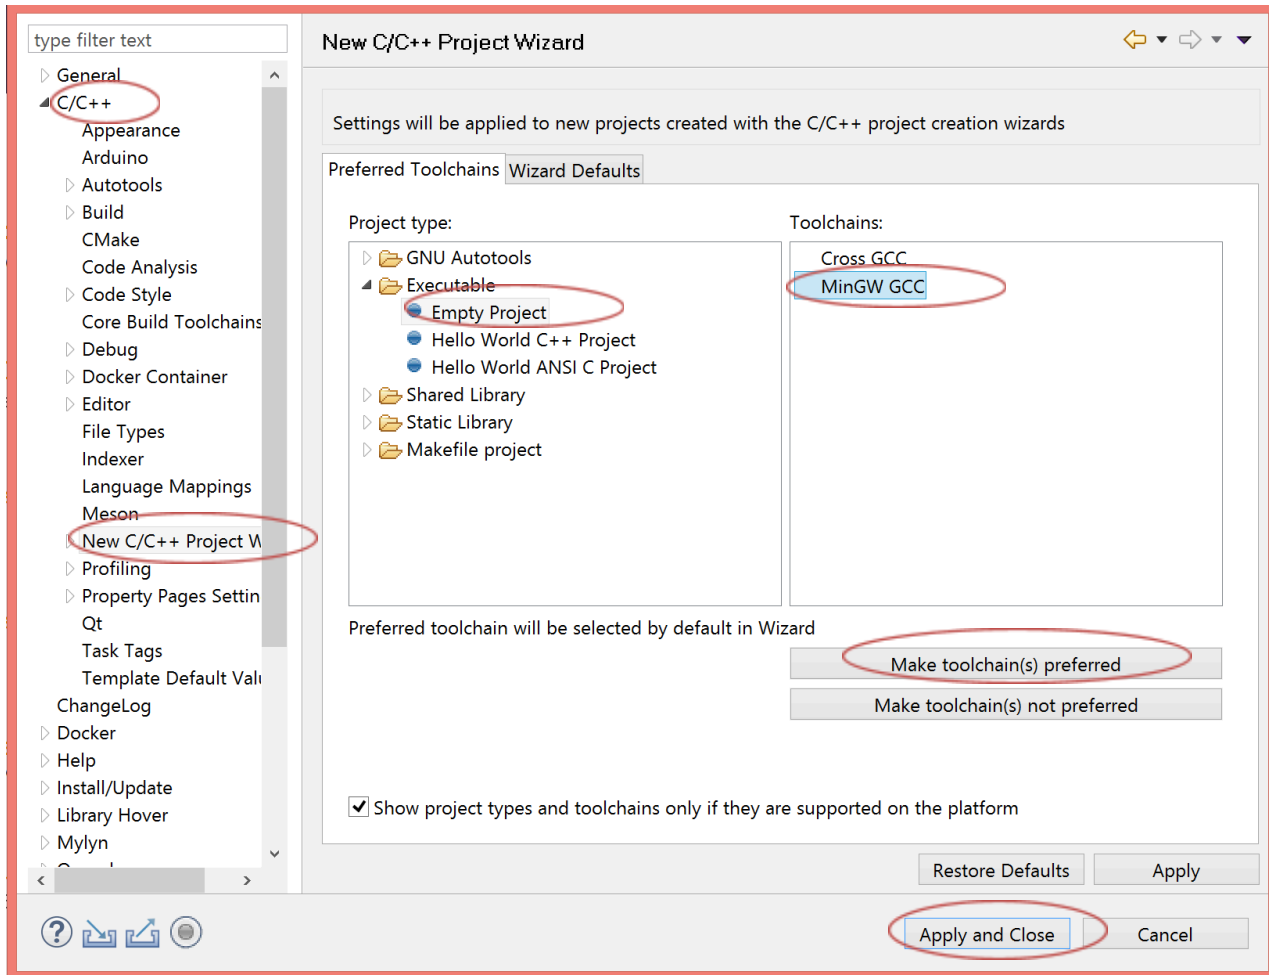 type filter text
General
C/C++
Appearance
Arduino
Autotools
Build
CMake
Code Analysis
Code Style
Core Build Toolchains
Debug
Docker Container
Editor
File Types
Indexer
Language Mappings
Meson
New C/C++ Project W
Profiling
Property Pages Settin
Qt
Task Tags
Template Default Valu
ChangeLog
Docker
Help
Install/Update
Library Hover
Mylyn
New C/C++ Project Wizard
Settings will be applied to new projects created with the C/C++ project creation wizards
Preferred Toolchains Wizard Defaults
Project type:
GNU Autotools
Executable
Empty Project
Hello World C++ Project
Hello World ANSI C Project
Shared Library
Static Library
Makefile project
Toolchains:
Cross GCC
MinGW GCC
Preferred toolchain will be selected by default in Wizard
Make toolchain(s) preferred
Make toolchain(s) not preferred
Show project types and toolchains only if they are supported on the platform
Restore Defaults Apply
Apply and Close Cancel